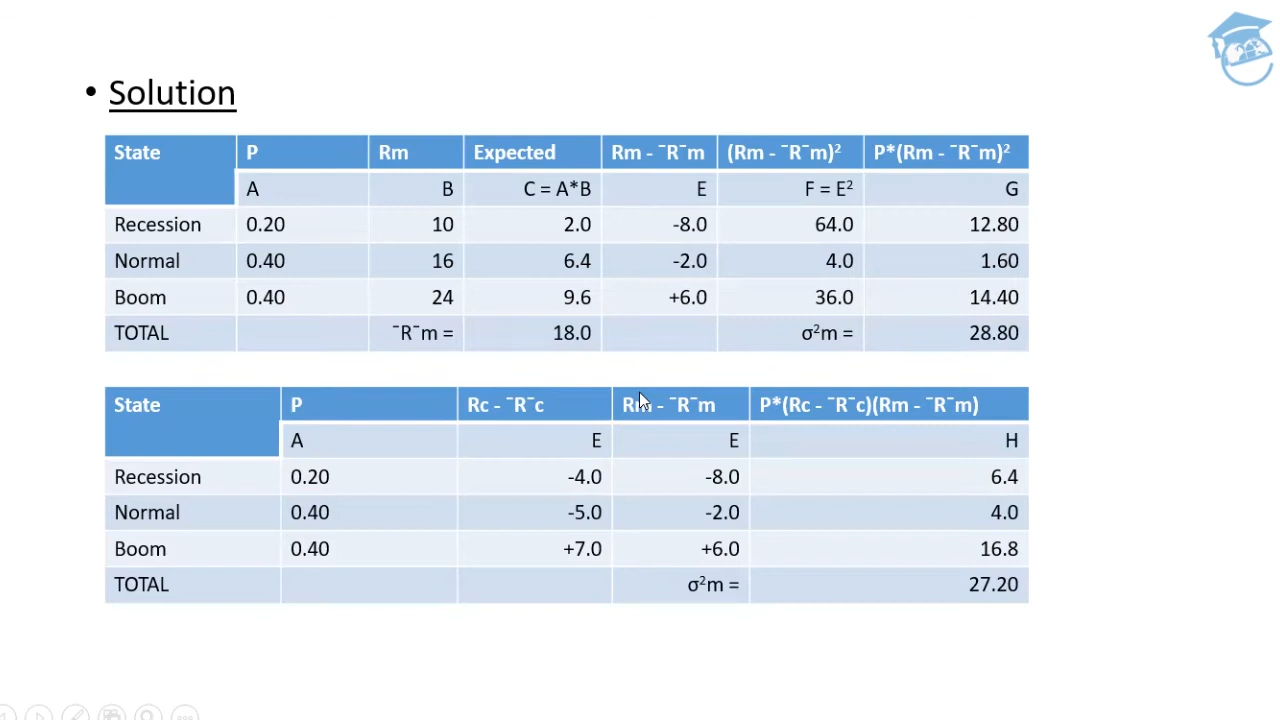 • Solution
State P Rm Expected Rm - ¯R¯m (Rm - ¯R¯m)² P*(Rm - ¯R¯m)²
A B C = A*B E F = E² G
Recession 0.20 10 2.0 -8.0 64.0 12.80
Normal 0.40 16 6.4 -2.0 4.0 1.60
Boom 0.40 24 9.6 +6.0 36.0 14.40
TOTAL ¯R¯m = 18.0 σ²m = 28.80
State P Rc - ¯R¯c Rm - ¯R¯m P*(Rc - ¯R¯c)(Rm - ¯R¯m)
A E E H
Recession 0.20 -4.0 -8.0 6.4
Normal 0.40 -5.0 -2.0 4.0
Boom 0.40 +7.0 +6.0 16.8
TOTAL σ²m = 27.20